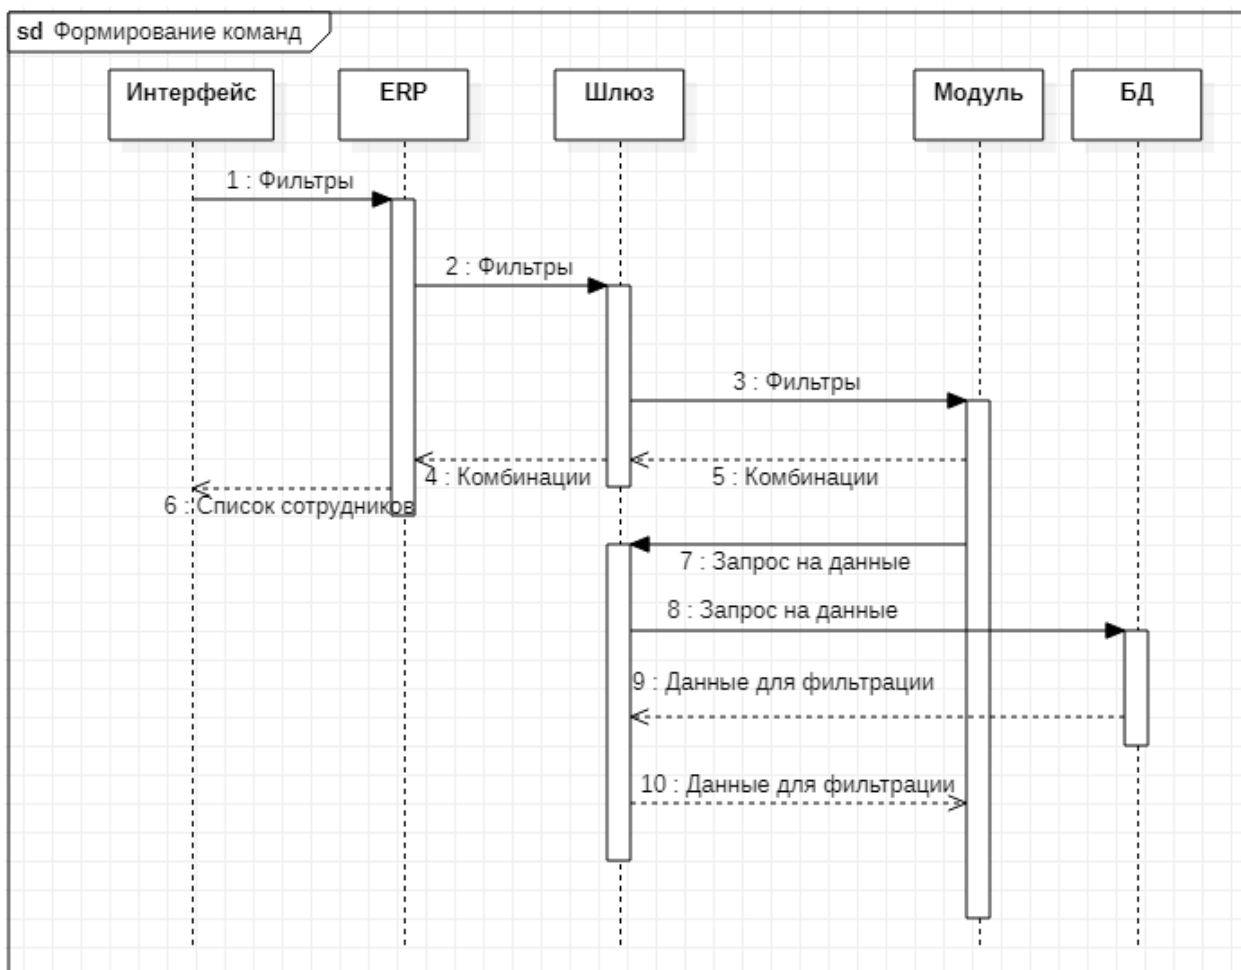 sd Формирование команд
Интерфейс
ERP
Шлюз
Модуль
БД
1 : Фильтры
2 : Фильтры
3 : Фильтры
4 : Комбинации
5 : Комбинации
6 : Список сотрудников
7 : Запрос на данные
8 : Запрос на данные
9 : Данные для фильтрации
10 : Данные для фильтрации